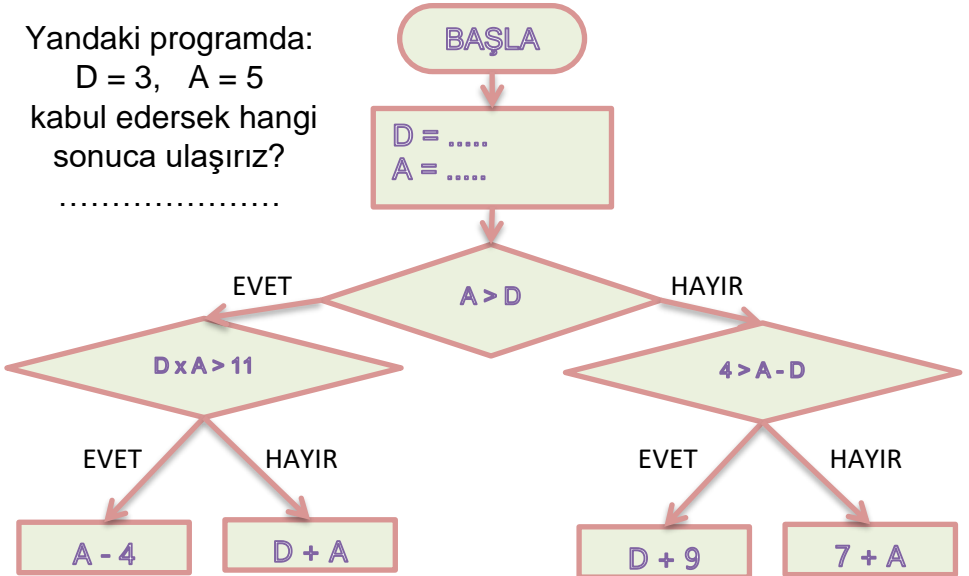 Yandaki programda:
D = 3, A = 5
kabul edersek hangi
sonuca ulaşırız?
.....................
BAŞLA
D = .....
A = .....
A > D
EVET
HAYIR
D x A > 11
4 > A - D
EVET
HAYIR
EVET
HAYIR
A - 4
D + A
D + 9
7 + A